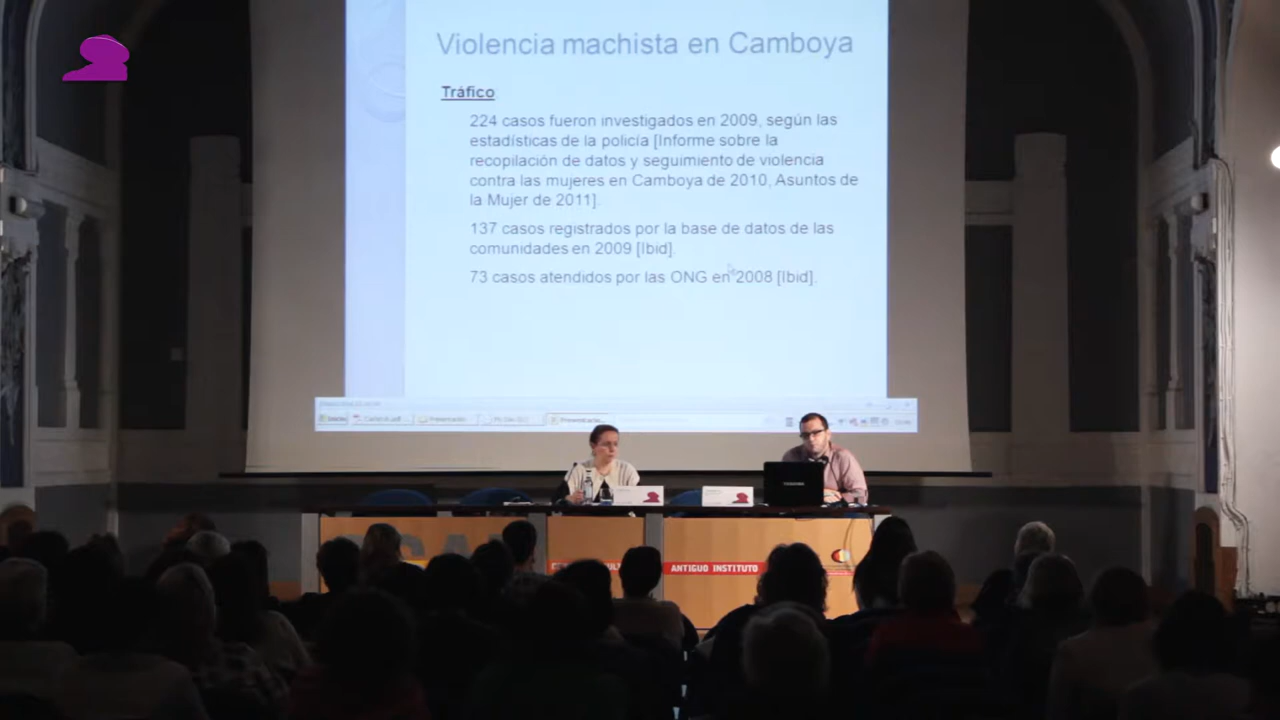 Violencia machista en Camboya
Tráfico
224 casos fueron investigados en 2009, según las
estadísticas de la policía [Informe sobre la
recopilación de datos y seguimiento de violencia
contra las mujeres en Camboya de 2010, Asuntos de
la Mujer de 2011].
137 casos registrados por la base de datos de las
comunidades en 2009 [Ibid].
73 casos atendidos por las ONG en 2008 [Ibid].
Inicio
TOSHIBA
ANTIGUO INSTITUTO